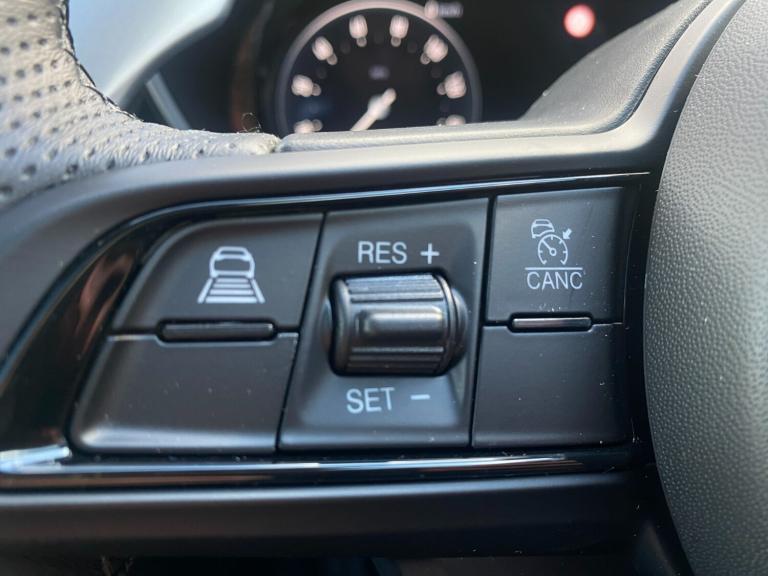 RES +
CANC
SET −